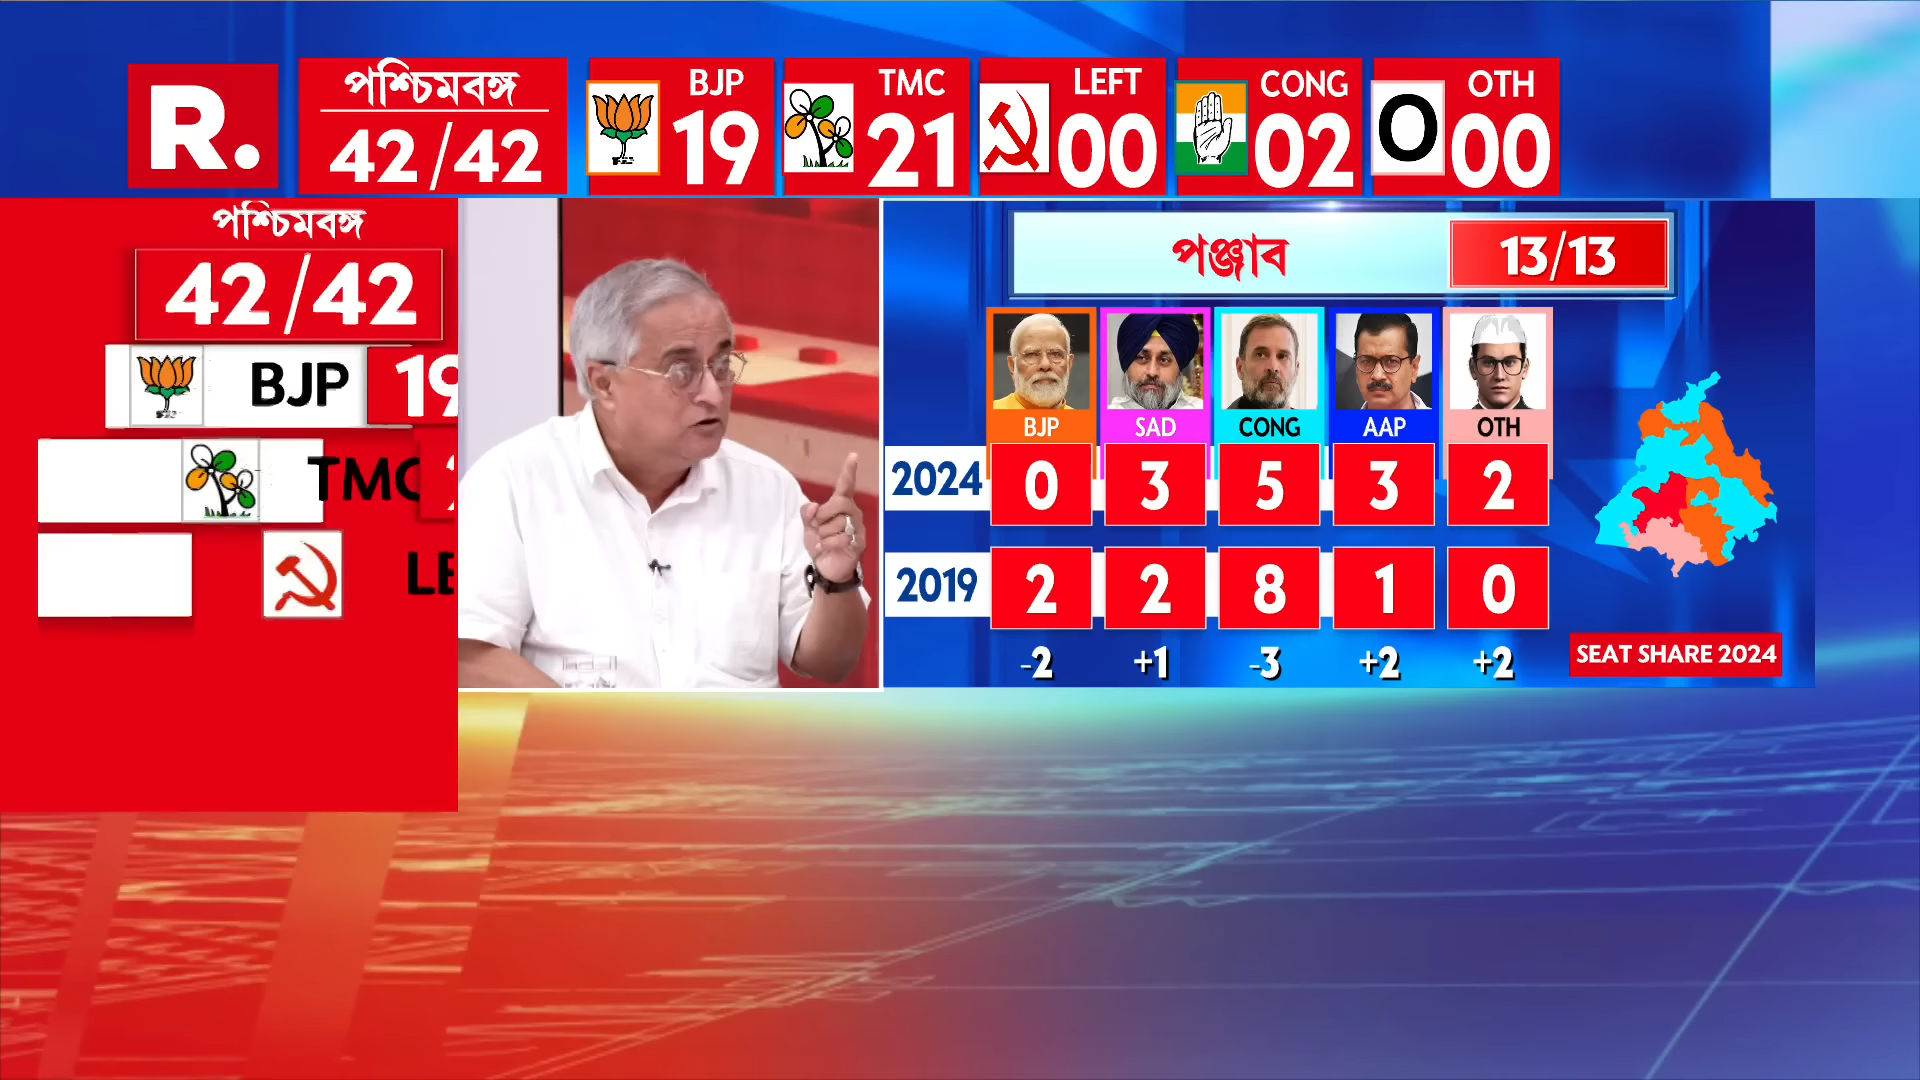 R.
পশ্চিমবঙ্গ
42/42
BJP
19
TMC
21
LEFT
00
CONG
02
OTH
00
পশ্চিমবঙ্গ
42/42
BJP 19
TMC
পঞ্জাব 13/13
BJP SAD CONG AAP OTH
2024 0 3 5 3 2
2019 2 2 8 1 0
-2 +1 -3 +2 +2
SEAT SHARE 2024